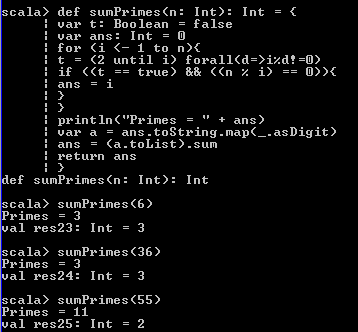 scala> def sumPrimes(n: Int): Int = {
| var t: Boolean = false
| var ans: Int = 0
| for (i <- 1 to n){
| t = (2 until i) forall(d=>i%d!=0)
| if ((t == true) && ((n % i) == 0)){
| ans = i
| }
| }
| println("Primes = " + ans)
| var a = ans.toString.map(_.asDigit)
| ans = (a.toList).sum
| return ans
| }
def sumPrimes(n: Int): Int
scala> sumPrimes(6)
Primes = 3
val res23: Int = 3
scala> sumPrimes(36)
Primes = 3
val res24: Int = 3
scala> sumPrimes(55)
Primes = 11
val res25: Int = 2